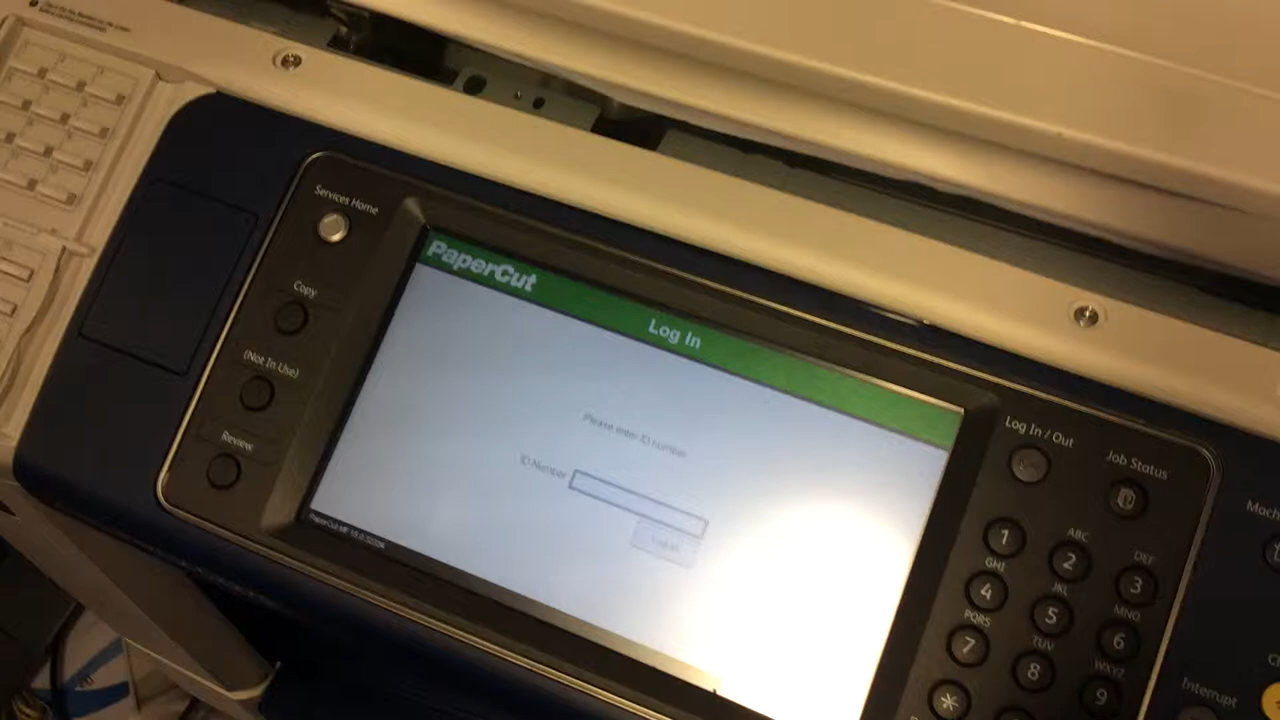 Services Home
Copy
(Not In Use)
Review
PaperCut
Log In
Please enter ID number
ID Number
Log in
Log In / Out
Job Status
1
ABC
2
DEF
3
GHI
4
JKL
5
MNO
6
PQRS
7
TUV
8
WXYZ
9
*
Interrupt